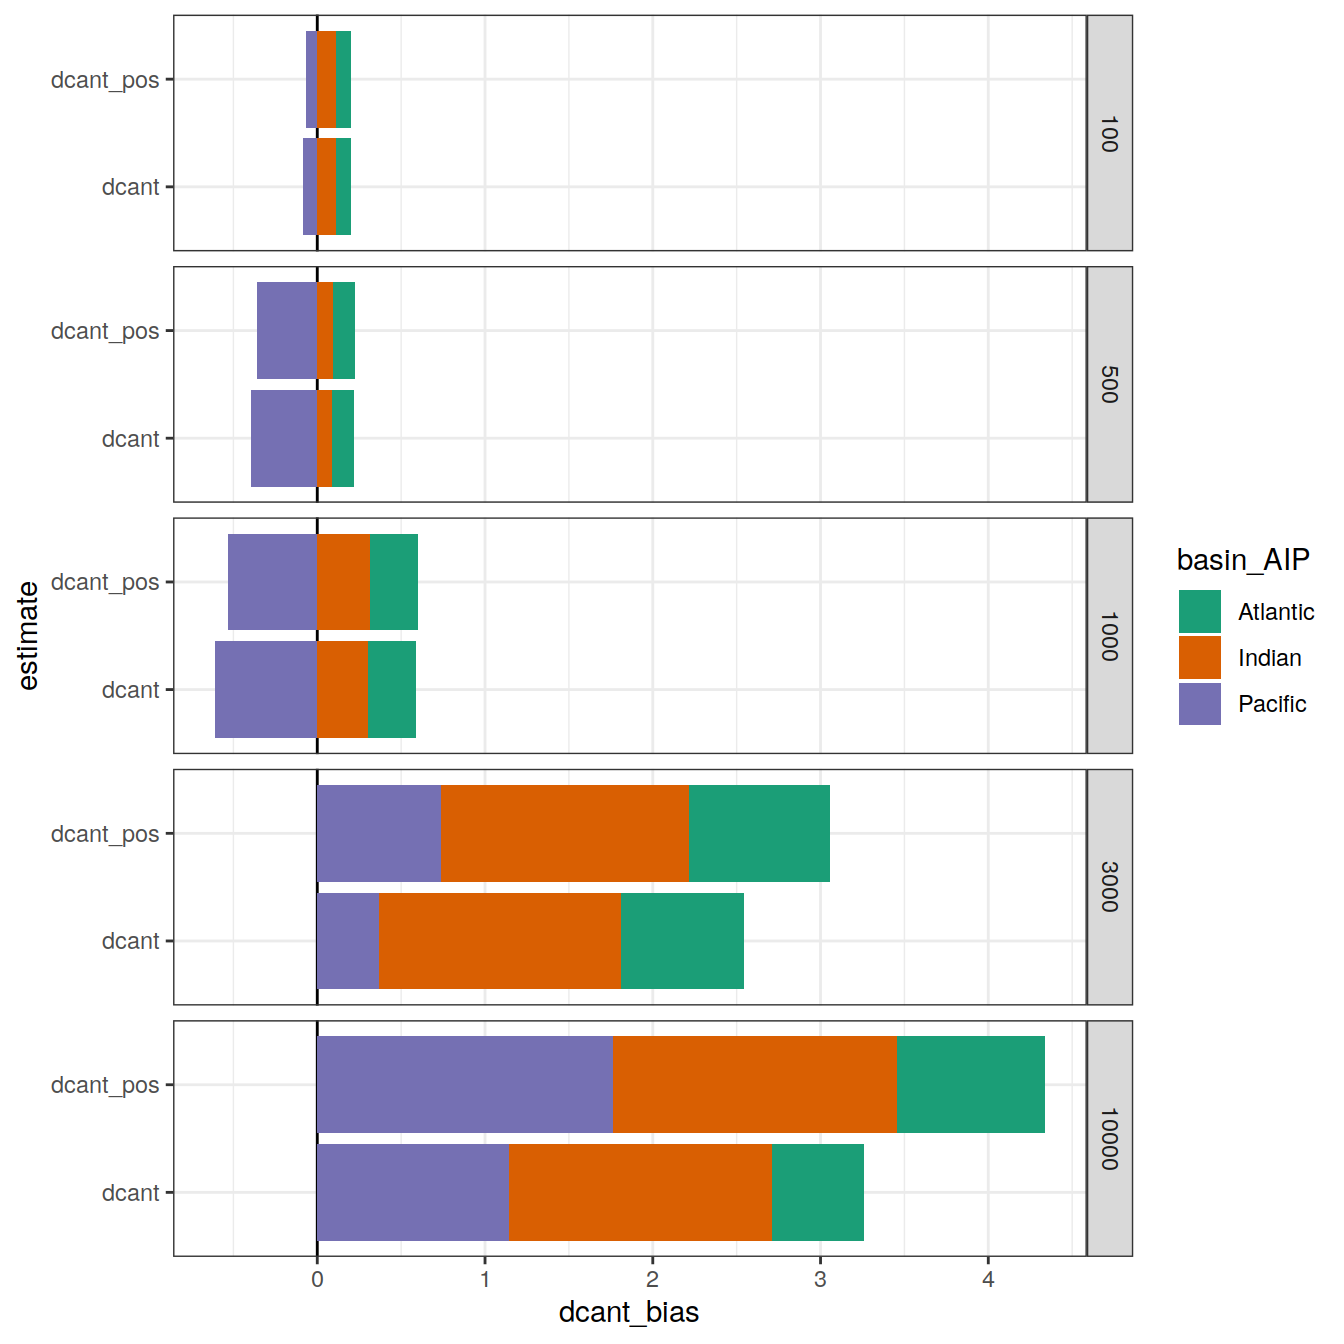 dcant_pos
dcant
100
dcant_pos
dcant
500
estimate
dcant_pos
dcant
1000
dcant_pos
dcant
3000
dcant_pos
dcant
10000
0 1 2 3 4
dcant_bias
basin_AIP
Atlantic
Indian
Pacific